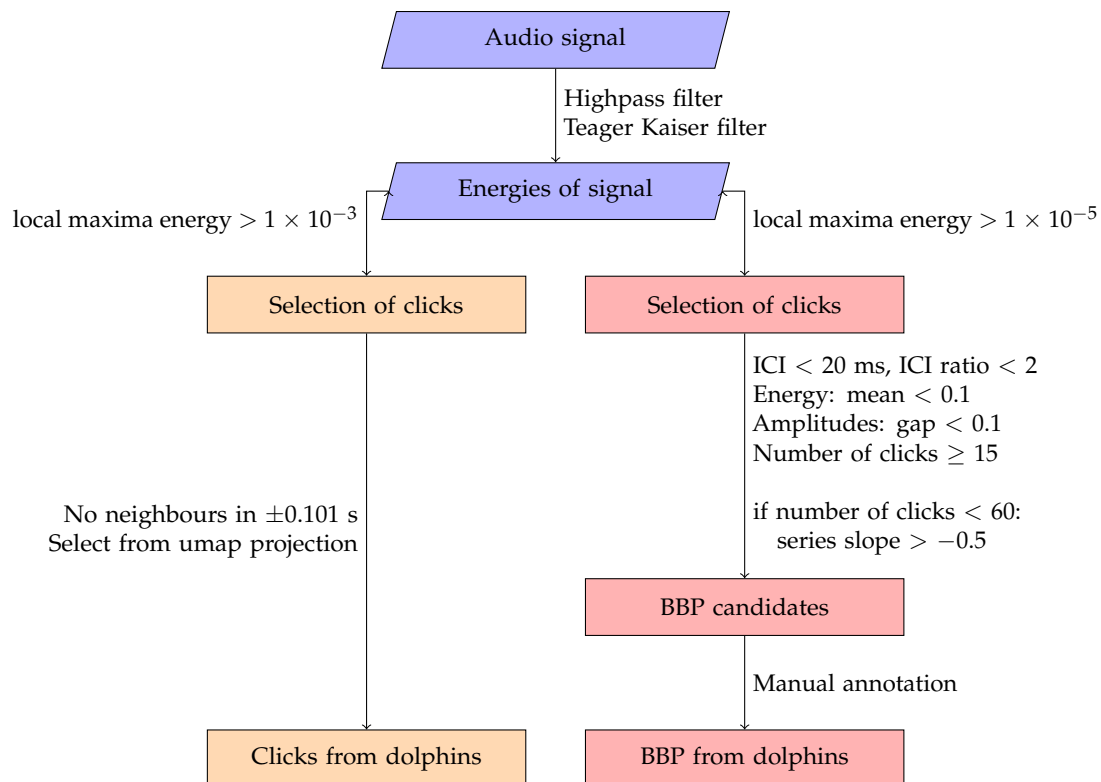 Audio signal
Highpass filter
Teager Kaiser filter
Energies of signal
local maxima energy > 1 × 10⁻³
local maxima energy > 1 × 10⁻⁵
Selection of clicks
Selection of clicks
ICI < 20 ms, ICI ratio < 2
Energy: mean < 0.1
Amplitudes: gap < 0.1
Number of clicks ≥ 15
No neighbours in ±0.101 s
Select from umap projection
if number of clicks < 60:
series slope > −0.5
BBP candidates
Manual annotation
Clicks from dolphins
BBP from dolphins